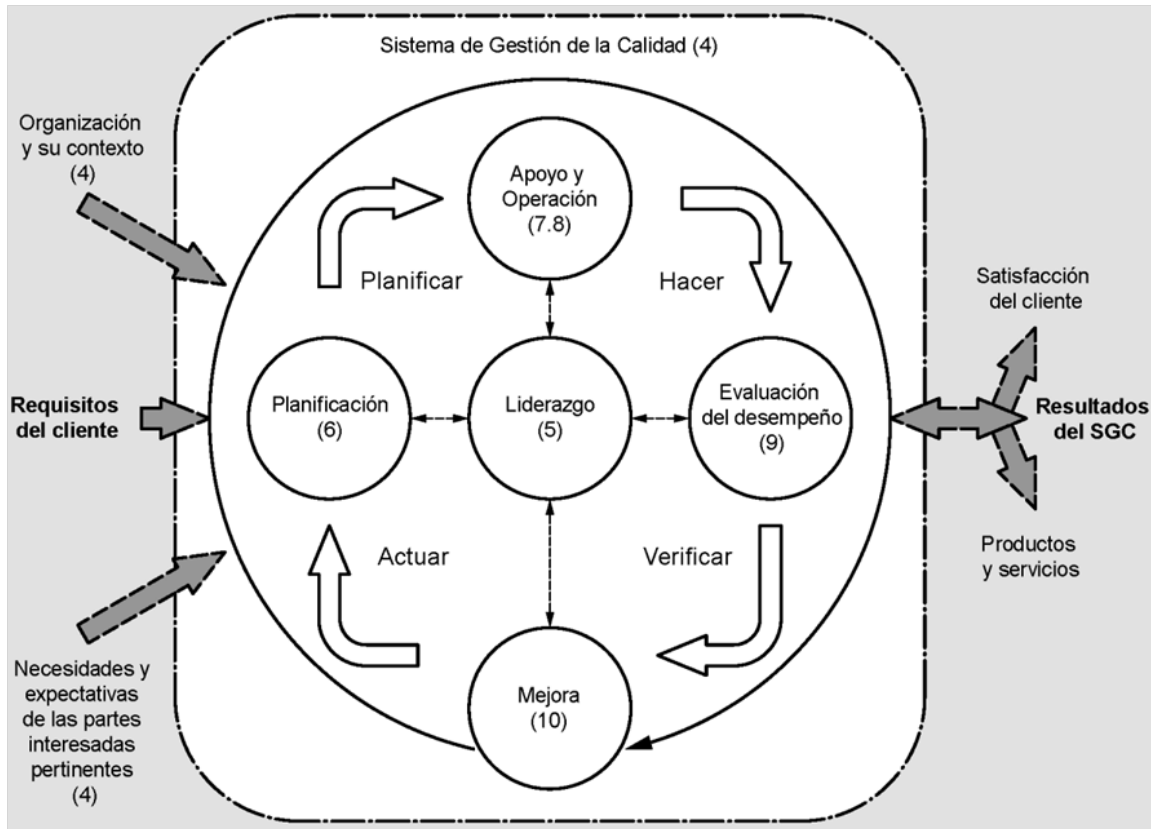 Sistema de Gestión de la Calidad (4)
Organización
y su contexto
(4)
Apoyo y
Operación
(7.8)
Planificar
Hacer
Satisfacción
del cliente
Requisitos
del cliente
Planificación
(6)
Liderazgo
(5)
Evaluación
del desempeño
(9)
Resultados
del SGC
Actuar
Verificar
Productos
y servicios
Necesidades y
expectativas
de las partes
interesadas
pertinentes
(4)
Mejora
(10)